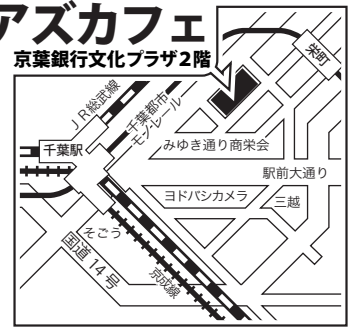 アズカフェ
京葉銀行文化プラザ2階
栄町
JR総武線
千葉都市
モノレール
千葉駅
みゆき通り商栄会
駅前大通り
ヨドバシカメラ
三越
そごう
国道14号
京成線